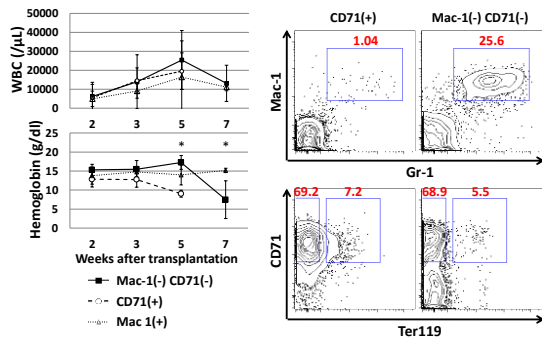 WBC (/μL)
50000
40000
30000
20000
10000
0
2 3 5 7
Hemoglobin (g/dl)
25
20
15
10
5
0
* *
2 3 5 7
Weeks after transplantation
Mac-1(-) CD71(-)
CD71(+)
Mac 1(+)
CD71(+) Mac-1(-) CD71(-)
1.04 25.6
Mac-1
Gr-1
69.2 7.2 68.9 5.5
CD71
Ter119